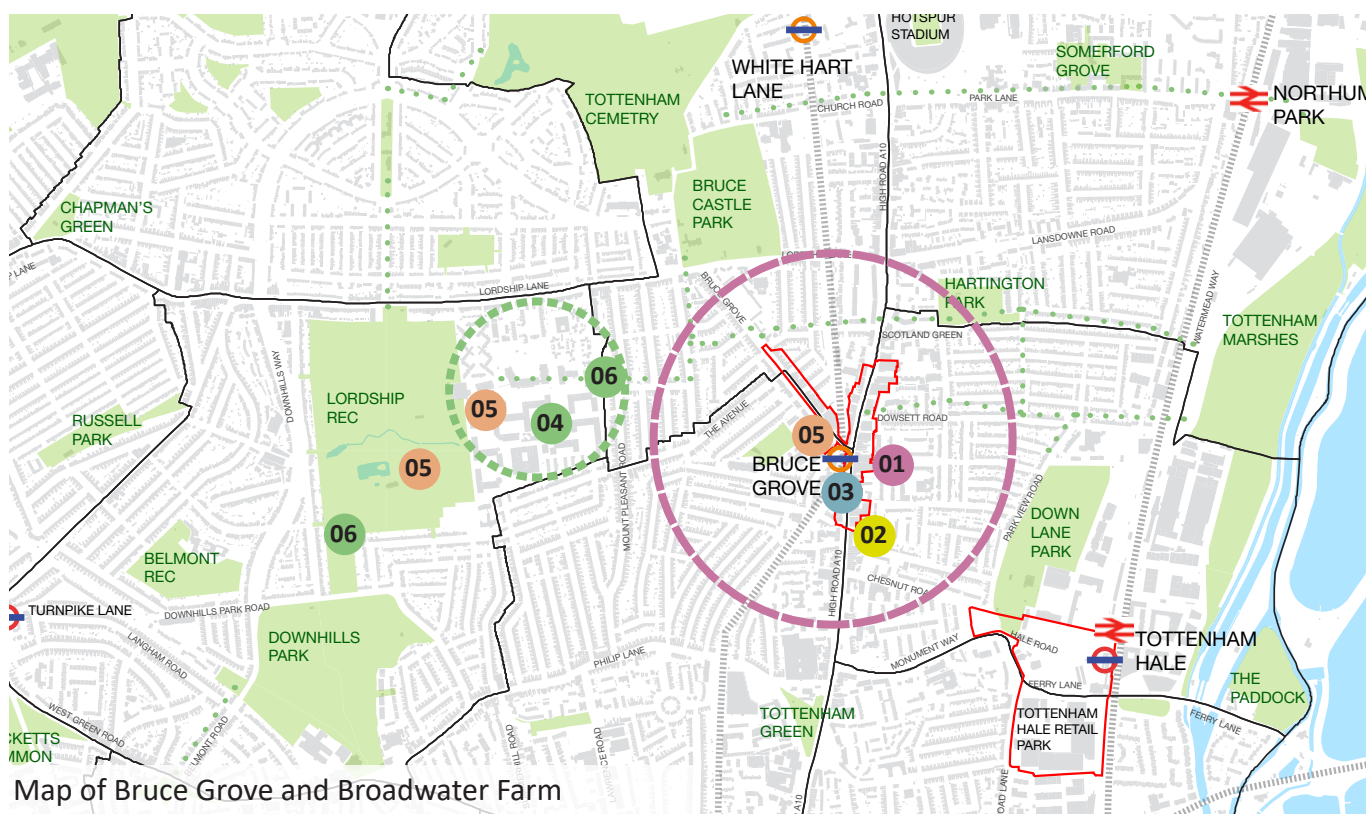 HOTSPUR
STADIUM
SOMERFORD
GROVE
WHITE HART
LANE
TOTTENHAM
CEMETRY
CHURCH ROAD
PARK LANE
NORTHUM
PARK
HIGH ROAD A10
BRUCE
CASTLE
PARK
CHAPMAN'S
GREEN
LANSDOWNE ROAD
LORDSHIP LANE
BRUCE GROVE
HARTINGTON
PARK
WATERMEAD WAY
TOTTENHAM
MARSHES
SCOTLAND GREEN
DOWNHILLS WAY
LORDSHIP
REC
06
05
04
RUSSELL
PARK
THE AVENUE
DOWSETT ROAD
05
BRUCE
GROVE
01
03
02
05
06
MOUNT PLEASANT ROAD
PARK VIEW ROAD
DOWN
LANE
PARK
BELMONT
REC
HIGH ROAD A10
TURNPIKE LANE
DOWNHILLS PARK ROAD
LANGHAM ROAD
DOWNHILLS
PARK
PHILIP LANE
MONUMENT WAY
HALE ROAD
TOTTENHAM
HALE
FERRY LANE
THE
PADDOCK
FERRY LANE
TOTTENHAM
GREEN
TOTTENHAM
HALE RETAIL
PARK
WEST GREEN ROAD
Map of Bruce Grove and Broadwater Farm